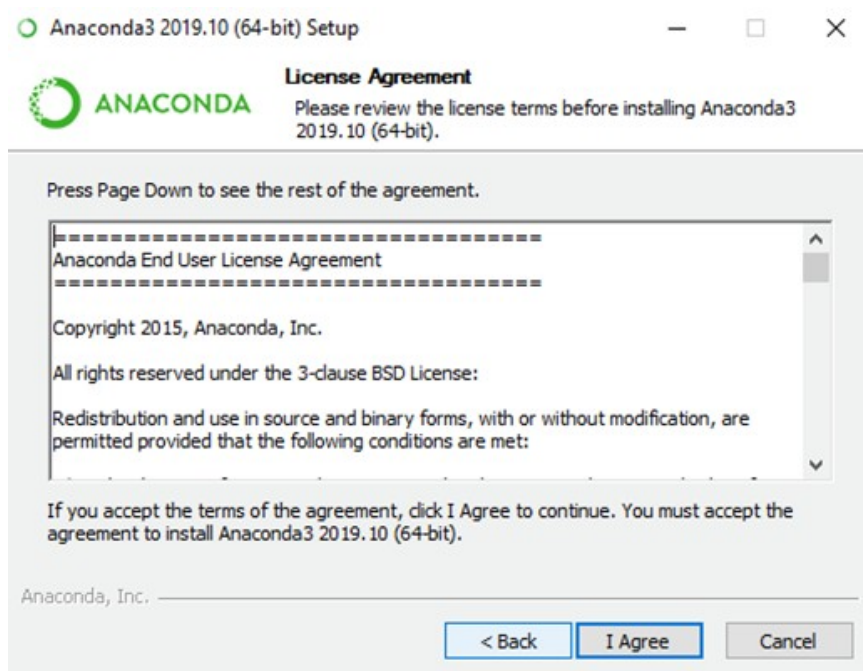 Anaconda3 2019.10 (64-bit) Setup
ANACONDA
License Agreement
Please review the license terms before installing Anaconda3
2019.10 (64-bit).
Press Page Down to see the rest of the agreement.
===================================
Anaconda End User License Agreement
===================================
Copyright 2015, Anaconda, Inc.
All rights reserved under the 3-clause BSD License:
Redistribution and use in source and binary forms, with or without modification, are
permitted provided that the following conditions are met:
If you accept the terms of the agreement, click I Agree to continue. You must accept the
agreement to install Anaconda3 2019.10 (64-bit).
Anaconda, Inc.
< Back
I Agree
Cancel